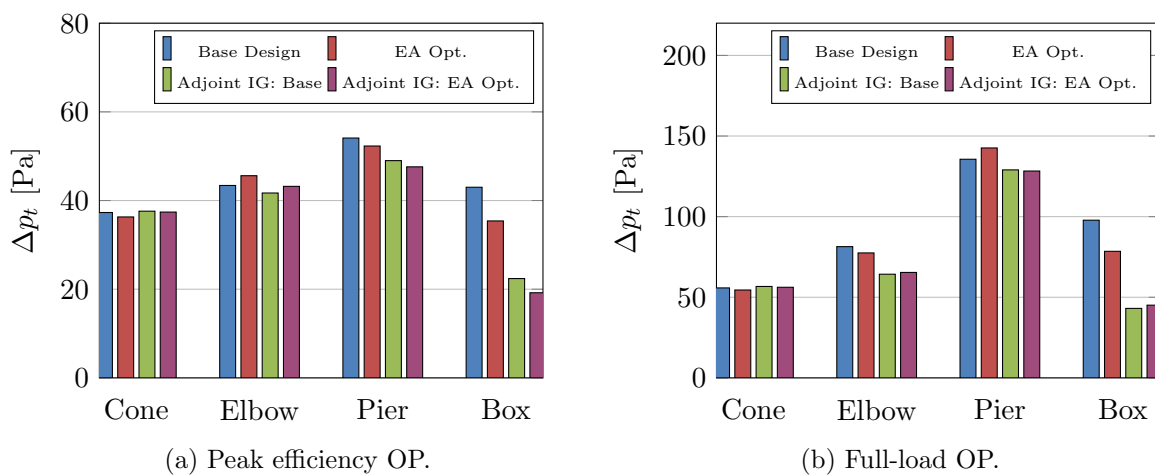 80
60
40
20
0
Δp_t [Pa]
Base Design
EA Opt.
Adjoint IG: Base
Adjoint IG: EA Opt.
Cone
Elbow
Pier
Box
(a) Peak efficiency OP.
200
150
100
50
0
Δp_t [Pa]
Base Design
EA Opt.
Adjoint IG: Base
Adjoint IG: EA Opt.
Cone
Elbow
Pier
Box
(b) Full-load OP.